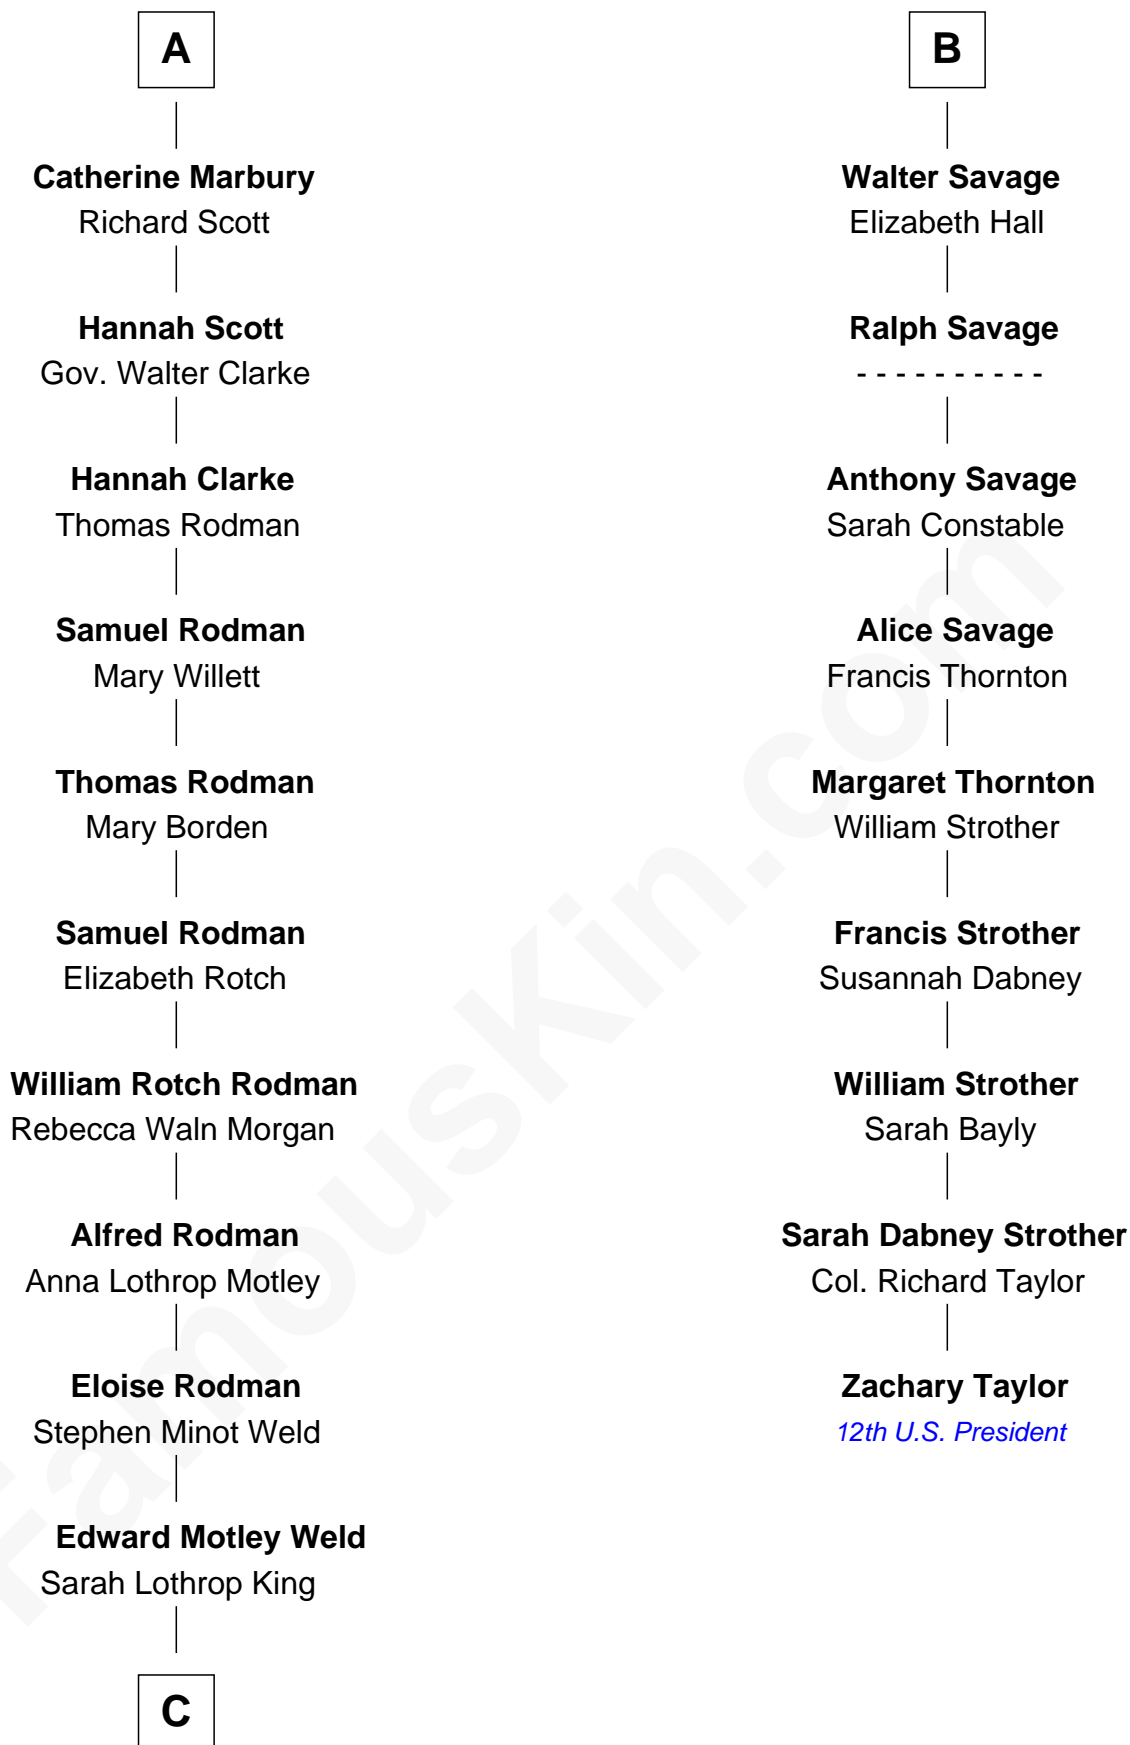 A
Catherine Marbury
Richard Scott
Hannah Scott
Gov. Walter Clarke
Hannah Clarke
Thomas Rodman
Samuel Rodman
Mary Willett
Thomas Rodman
Mary Borden
Samuel Rodman
Elizabeth Rotch
William Rotch Rodman
Rebecca Waln Morgan
Alfred Rodman
Anna Lothrop Motley
Eloise Rodman
Stephen Minot Weld
Edward Motley Weld
Sarah Lothrop King
C
B
Walter Savage
Elizabeth Hall
Ralph Savage
- - - - - - - - - -
Anthony Savage
Sarah Constable
Alice Savage
Francis Thornton
Margaret Thornton
William Strother
Francis Strother
Susannah Dabney
William Strother
Sarah Bayly
Sarah Dabney Strother
Col. Richard Taylor
Zachary Taylor
12th U.S. President
FamousKin.com